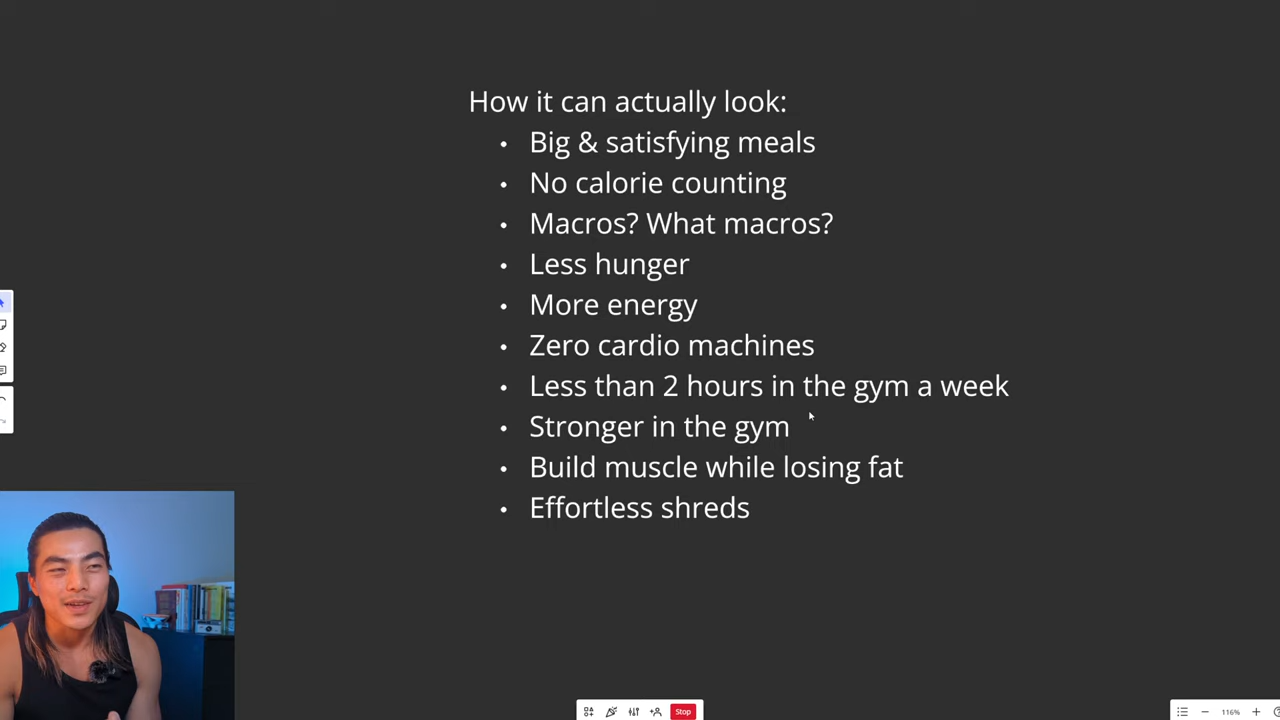 How it can actually look:
• Big & satisfying meals
• No calorie counting
• Macros? What macros?
• Less hunger
• More energy
• Zero cardio machines
• Less than 2 hours in the gym a week
• Stronger in the gym
• Build muscle while losing fat
• Effortless shreds
Stop
116%